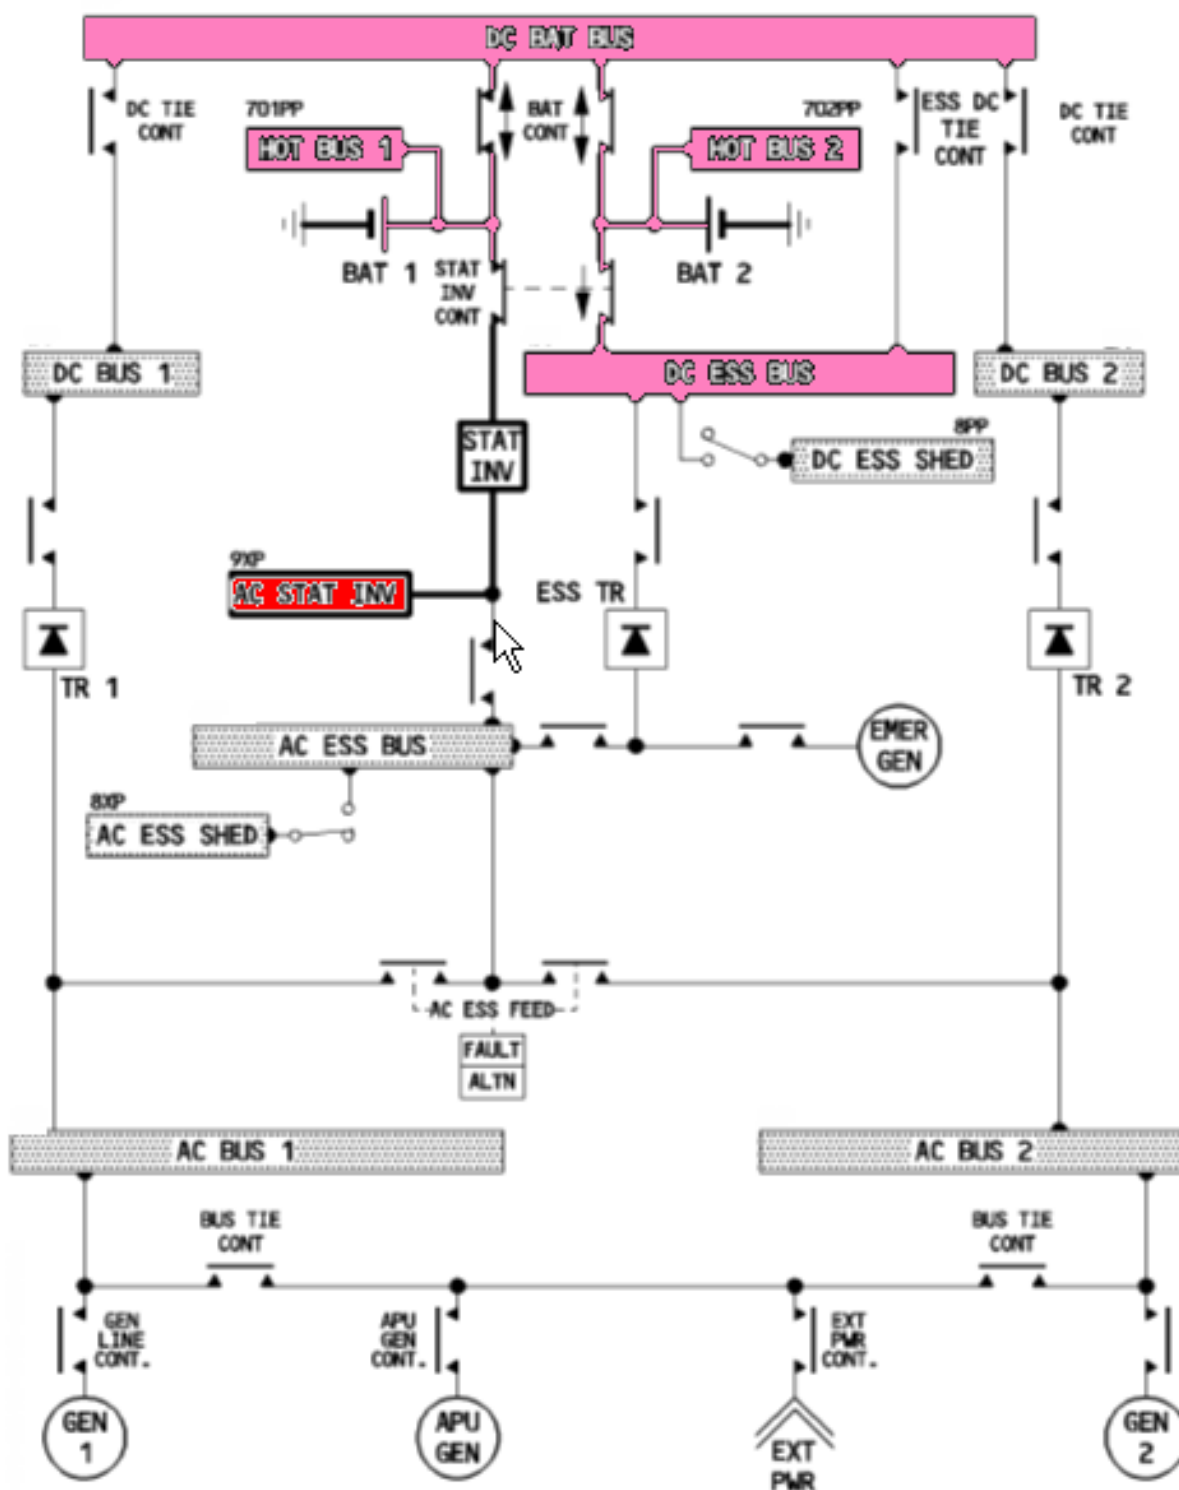 DC BAT BUS
DC TIE
CONT
701PP
HOT BUS 1
BAT
CONT
702PP
HOT BUS 2
ESS DC
TIE
CONT
DC TIE
CONT
BAT 1
STAT
INV
CONT
BAT 2
DC BUS 1
DC ESS BUS
DC BUS 2
STAT
INV
8PP
DC ESS SHED
9XP
AC STAT INV
ESS TR
TR 1
TR 2
AC ESS BUS
EMER
GEN
8XP
AC ESS SHED
AC ESS FEED
FAULT
ALTN
AC BUS 1
AC BUS 2
BUS TIE
CONT
BUS TIE
CONT
GEN
LINE
CONT.
APU
GEN
CONT.
EXT
PWR
CONT.
GEN
1
APU
GEN
EXT
PWR
GEN
2